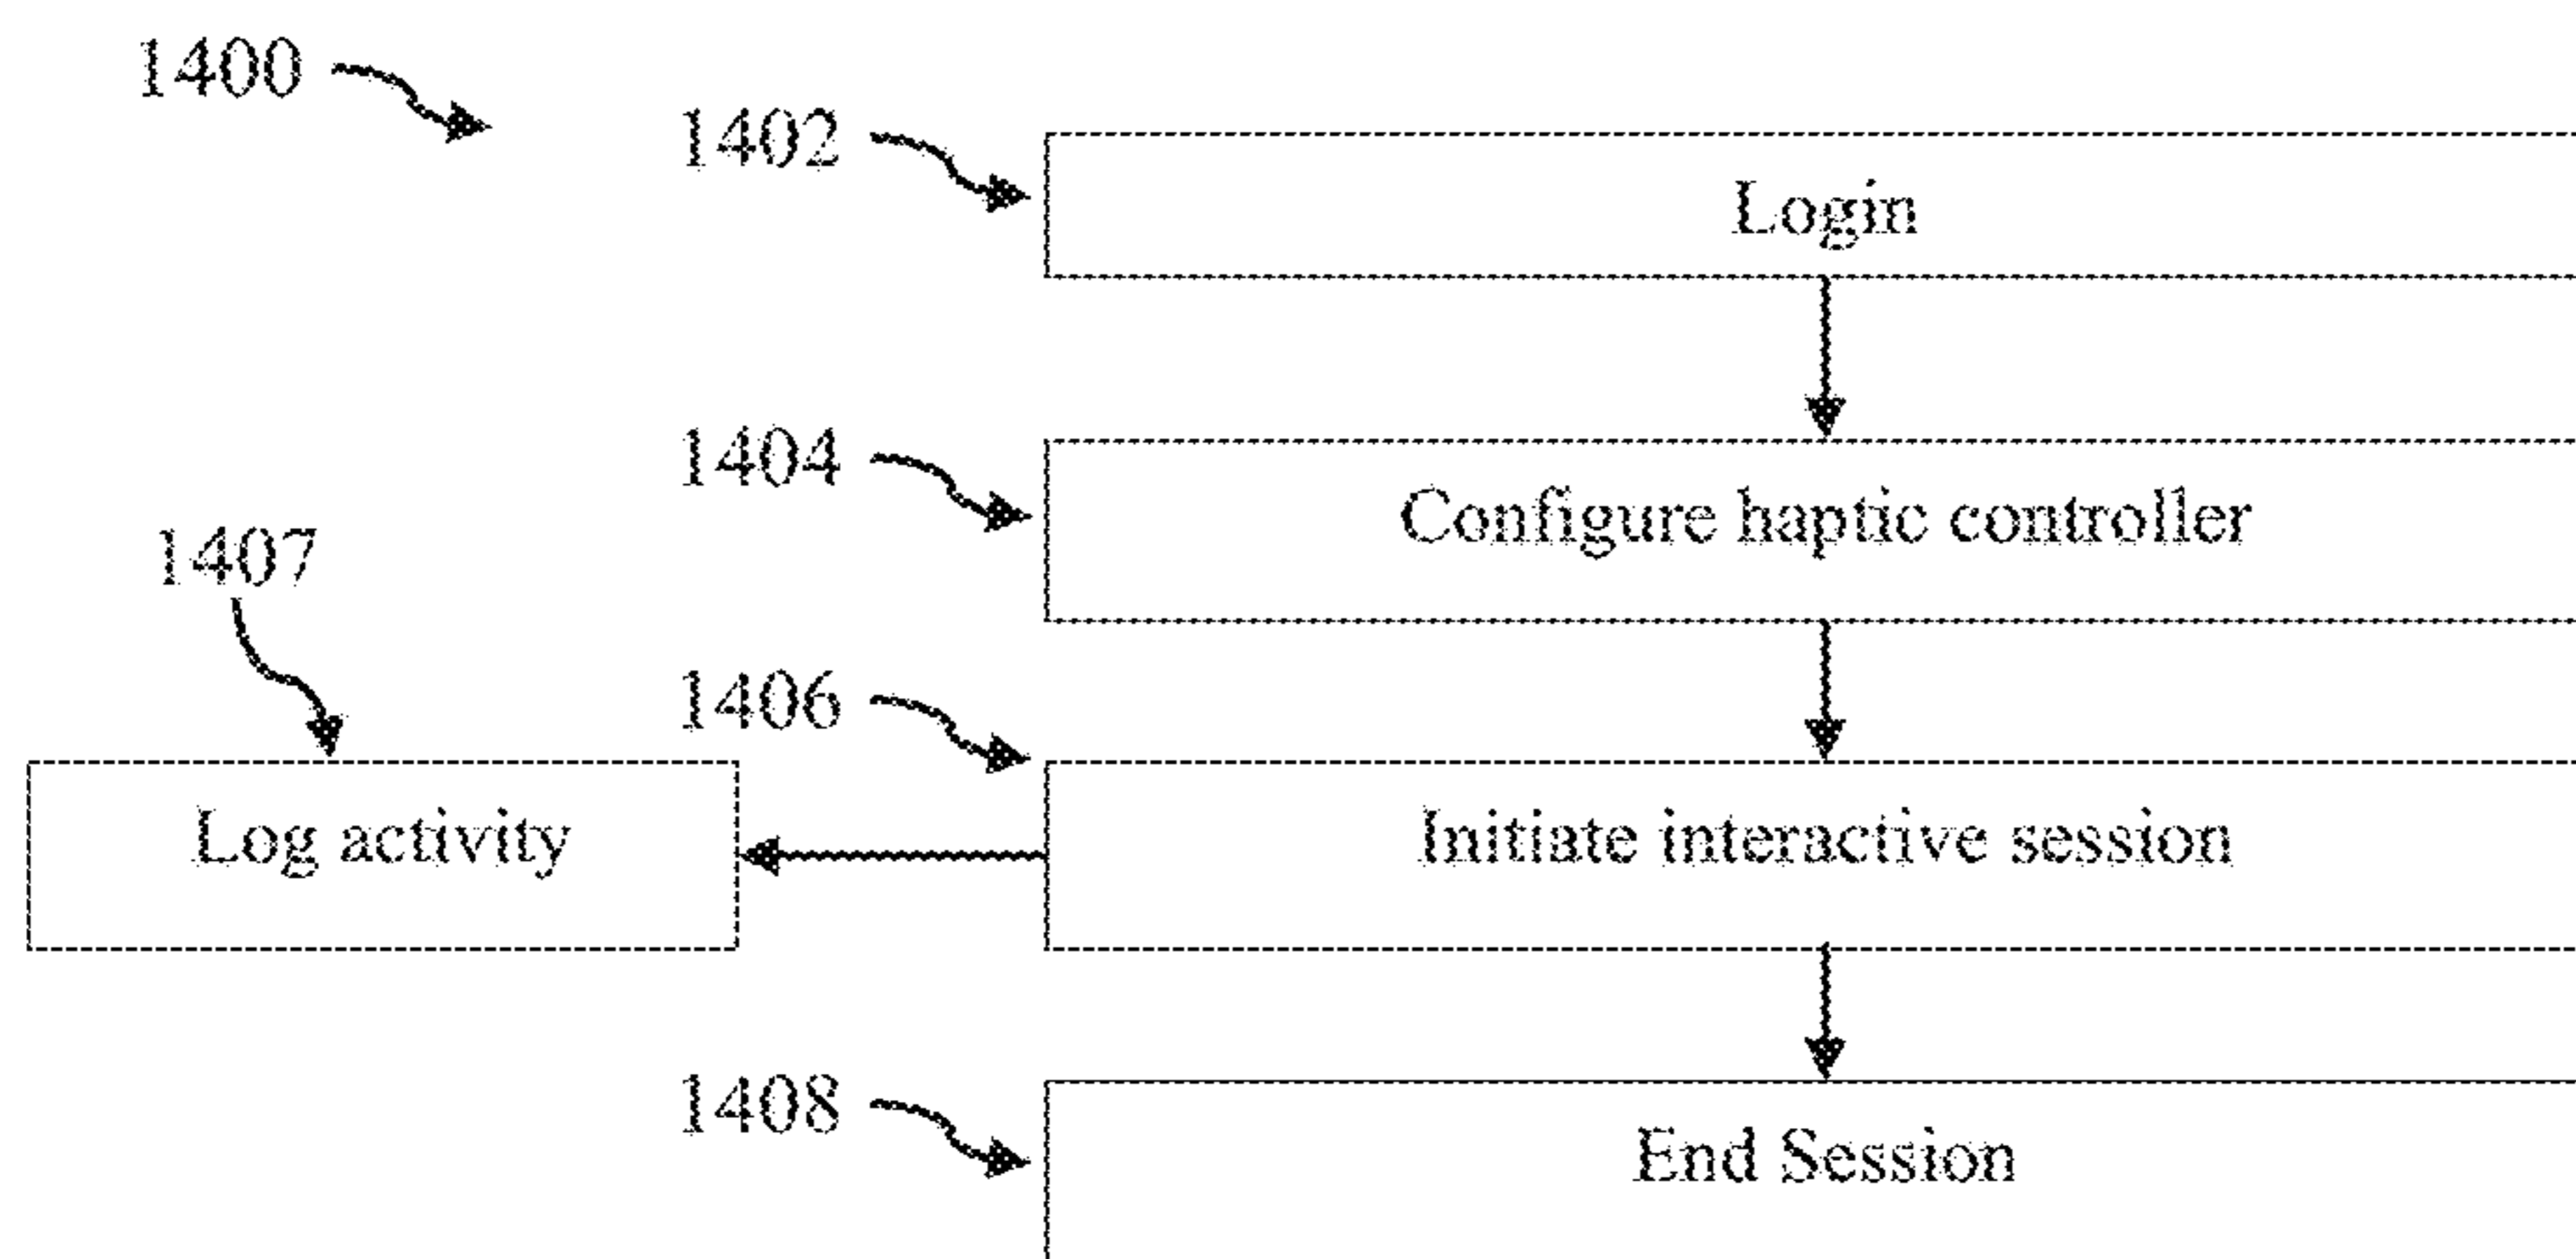 1400
1402
Login
1404
Configure haptic controller
1407
1406
Log activity
Initiate interactive session
1408
End Session